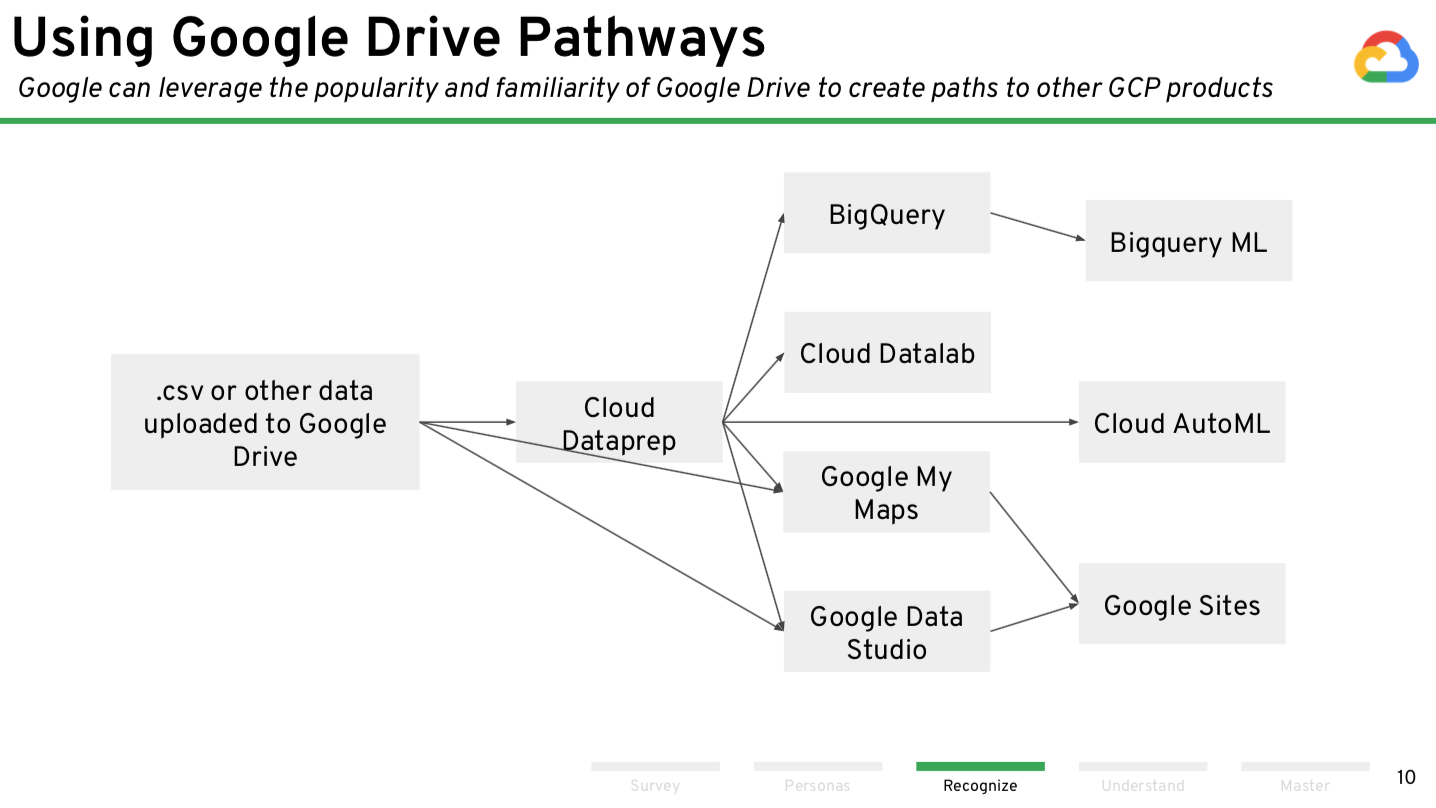 Using Google Drive Pathways
Google can leverage the popularity and familiarity of Google Drive to create paths to other GCP products
.csv or other data
uploaded to Google
Drive
Cloud
Dataprep
BigQuery
Bigquery ML
Cloud Datalab
Cloud AutoML
Google My
Maps
Google Data
Studio
Google Sites
Survey
Personas
Recognize
Understand
Master
10